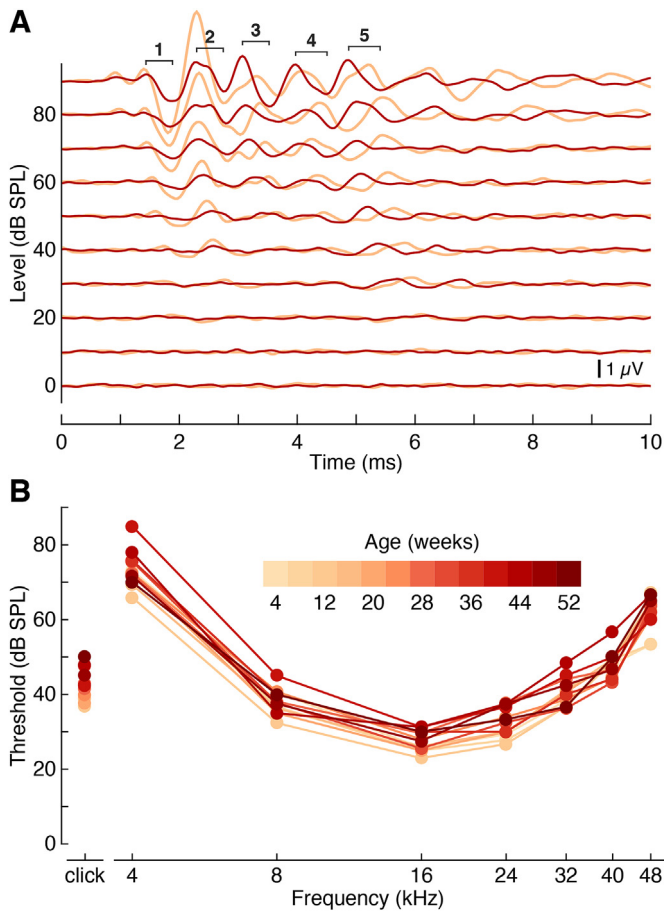 A
1 2 3 4 5
80
60
40
20
0
Level (dB SPL)
1 µV
0 2 4 6 8 10
Time (ms)
B
80
60
40
20
0
Threshold (dB SPL)
Age (weeks)
4 12 20 28 36 44 52
click 4 8 16 24 32 40 48
Frequency (kHz)